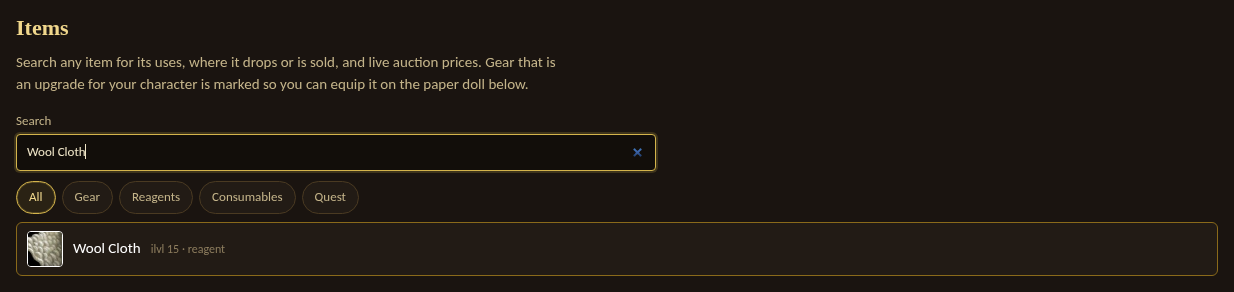 Items
Search any item for its uses, where it drops or is sold, and live auction prices. Gear that is
an upgrade for your character is marked so you can equip it on the paper doll below.
Search
Wool Cloth
All Gear Reagents Consumables Quest
Wool Cloth ilvl 15 · reagent